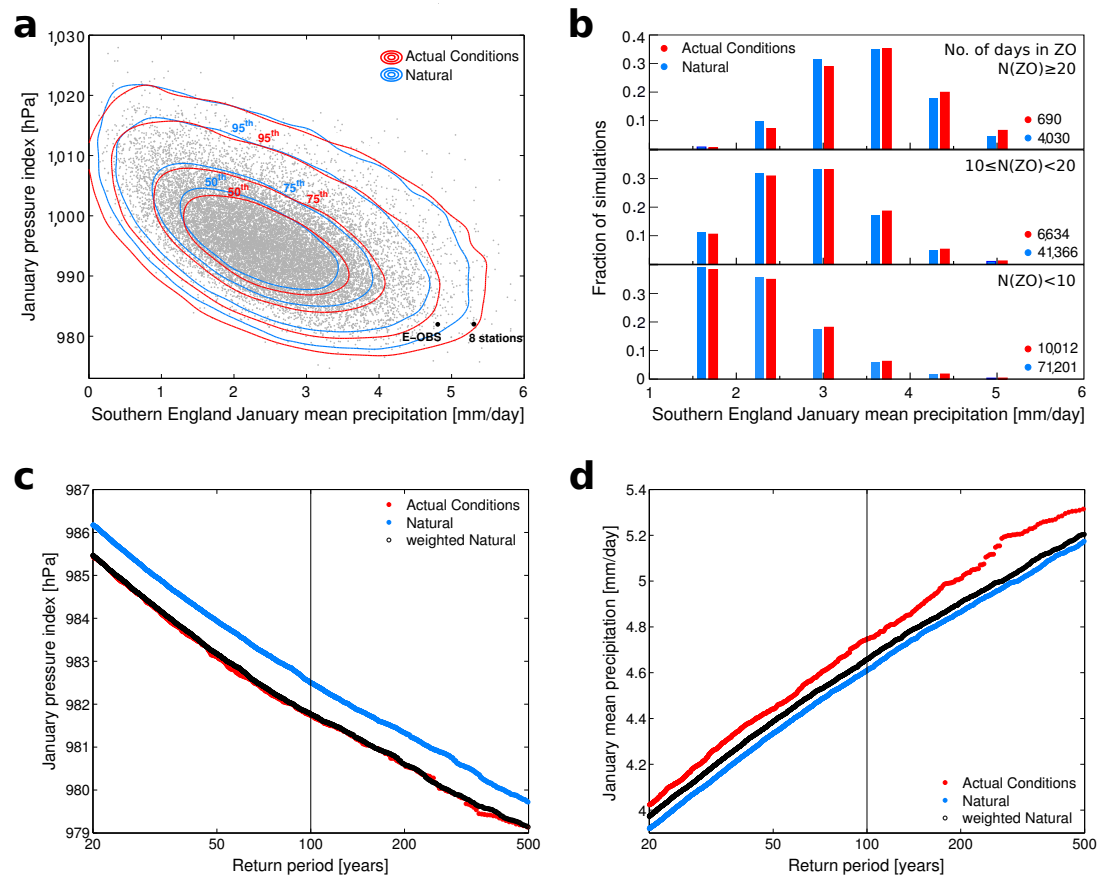 a
1,030
1,020
1,010
1,000
990
980
January pressure index [hPa]
Actual Conditions
Natural
95th
95th
50th
50th
75th
75th
E–OBS
8 stations
0 1 2 3 4 5 6
Southern England January mean precipitation [mm/day]
b
Actual Conditions
Natural
No. of days in ZO
N(ZO)≥20
690
4,030
0.4
0.3
0.2
0.1
10≤N(ZO)<20
6634
41,366
0.3
0.2
0.1
N(ZO)<10
10,012
71,201
0.3
0.2
0.1
0
Fraction of simulations
1 2 3 4 5 6
Southern England January mean precipitation [mm/day]
c
987
986
985
984
983
982
981
980
979
January pressure index [hPa]
Actual Conditions
Natural
weighted Natural
20 50 100 200 500
Return period [years]
d
5.4
5.2
5
4.8
4.6
4.4
4.2
4
January mean precipitation [mm/day]
Actual Conditions
Natural
weighted Natural
20 50 100 200 500
Return period [years]